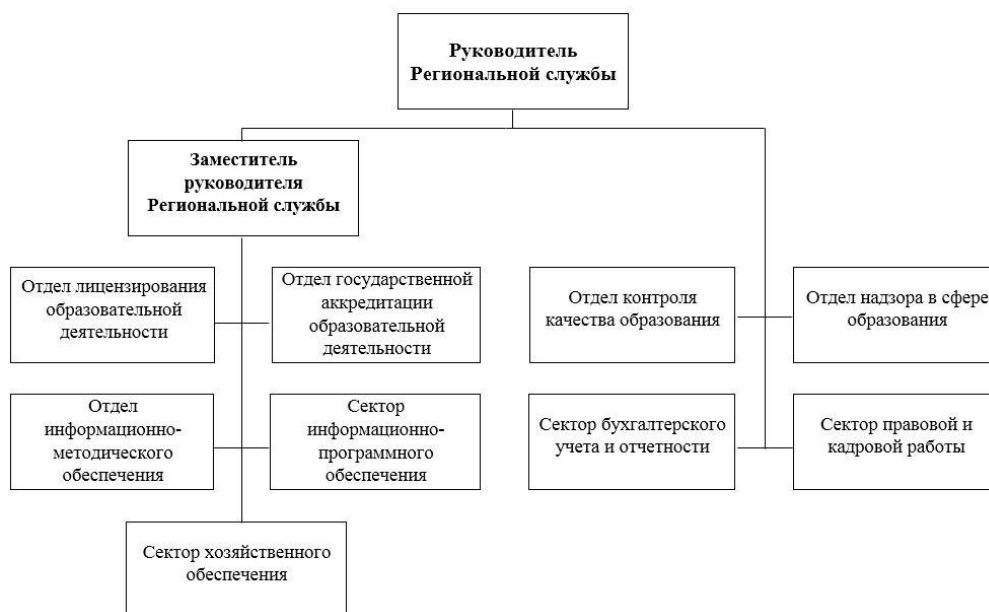 Руководитель
Региональной службы
Заместитель
руководителя
Региональной службы
Отдел лицензирования
образовательной
деятельности
Отдел государственной
аккредитации
образовательной
деятельности
Отдел контроля
качества образования
Отдел надзора в сфере
образования
Отдел
информационно-
методического
обеспечения
Сектор
информационно-
программного
обеспечения
Сектор бухгалтерского
учета и отчетности
Сектор правовой и
кадровой работы
Сектор хозяйственного
обеспечения